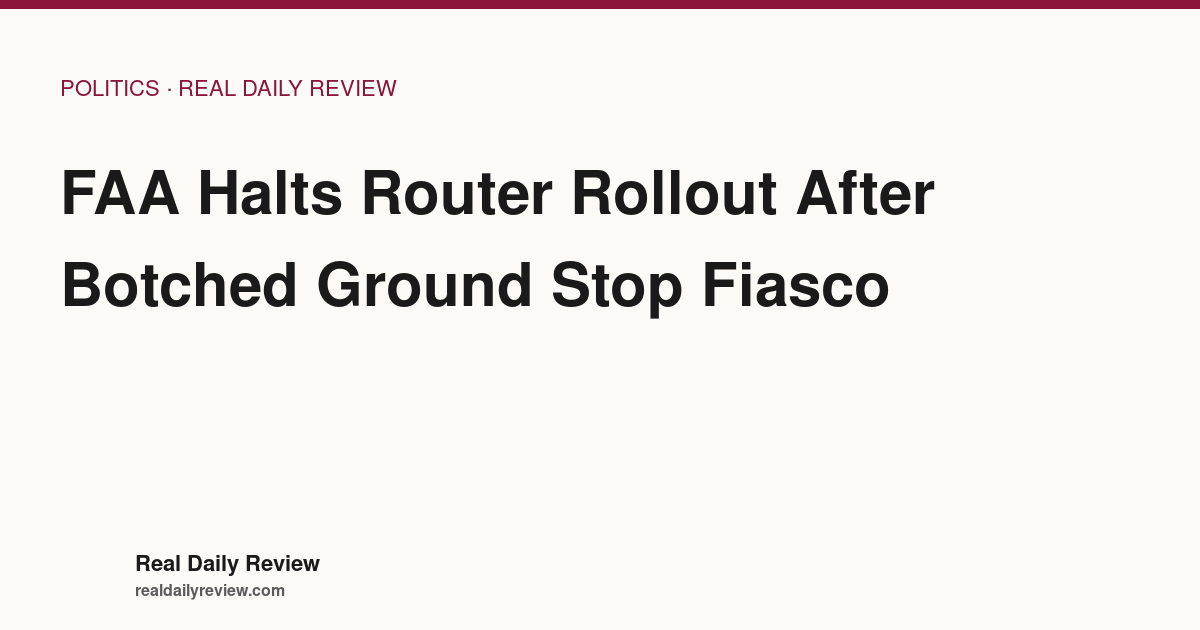 POLITICS · REAL DAILY REVIEW
FAA Halts Router Rollout After
Botched Ground Stop Fiasco
Real Daily Review
realdailyreview.com